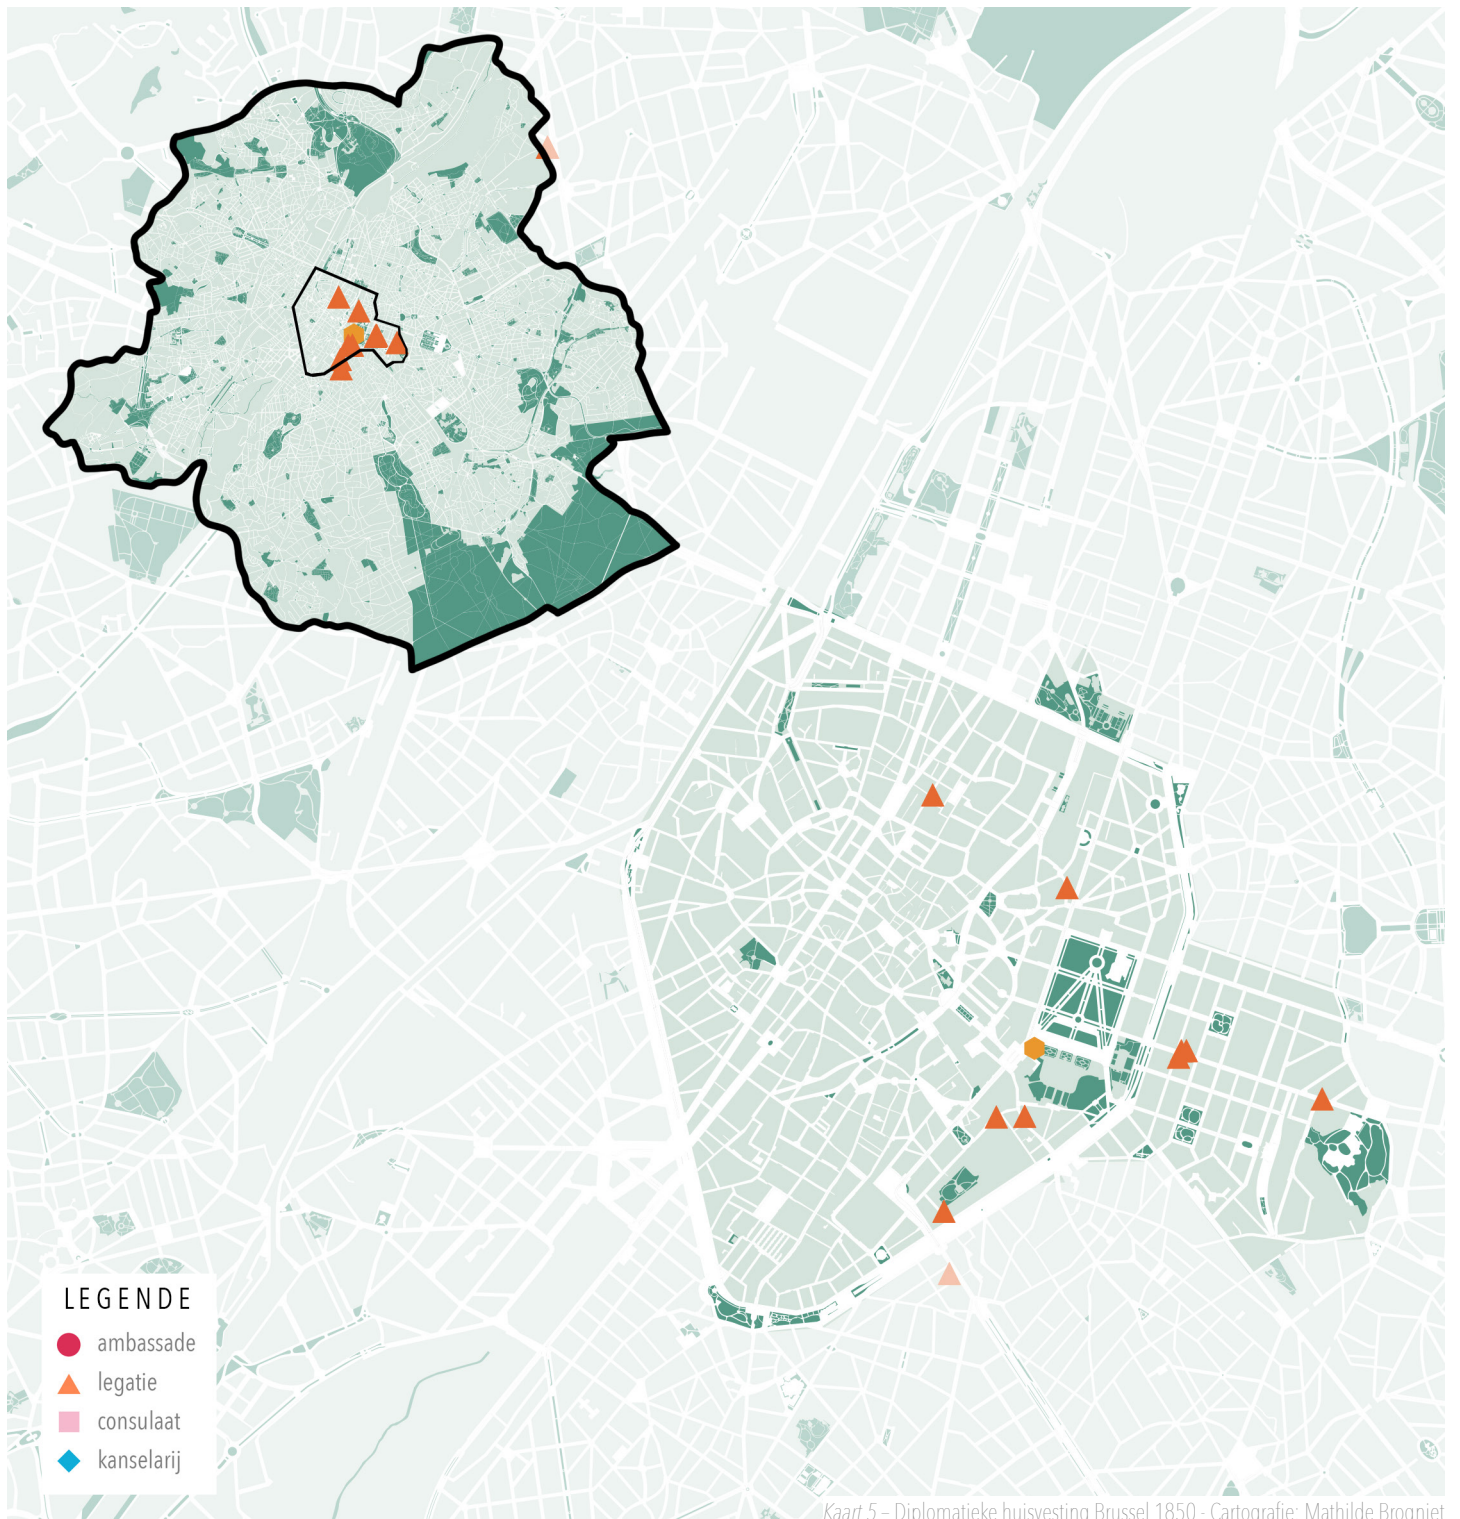 LEGENDE
ambassade
legatie
consulaat
kanselarij
Kaart 5 – Diplomatieke huisvesting Brussel 1850 - Cartografie: Mathilde Brogniet